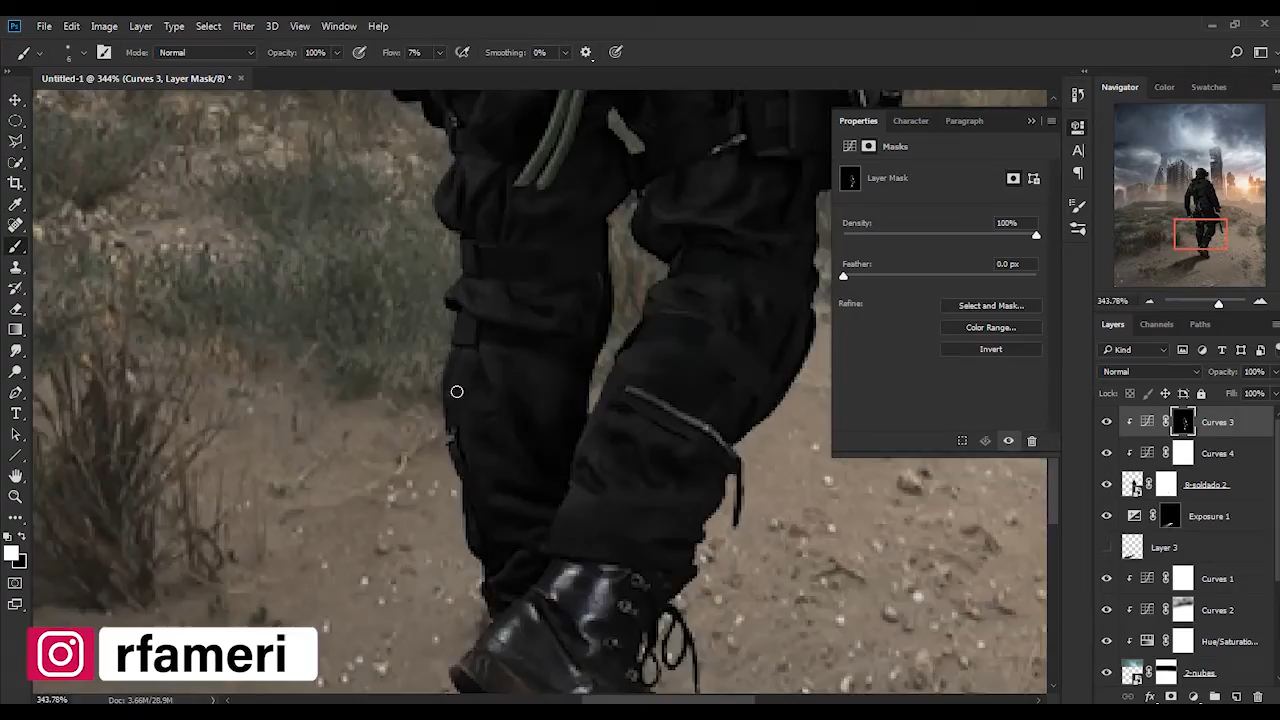 Ps File Edit Image Layer Type Select Filter 3D View Window Help
6 Mode: Normal Opacity: 100% Flow: 7% Smoothing: 0%
Untitled-1 @ 344% (Curves 3, Layer Mask/8) * ×
Properties Character Paragraph
Masks
Layer Mask
Density: 100%
Feather: 0.0 px
Refine: Select and Mask...
Color Range...
Invert
Navigator Color Swatches
343.78%
Layers Channels Paths
Kind
Normal Opacity: 100%
Lock: Fill: 100%
Curves 3
Curves 4
8-soldado 2
Exposure 1
Layer 3
Curves 1
Curves 2
Hue/Saturatio...
2-nubes
rfameri
343.78% Doc: 3.66M/28.9M